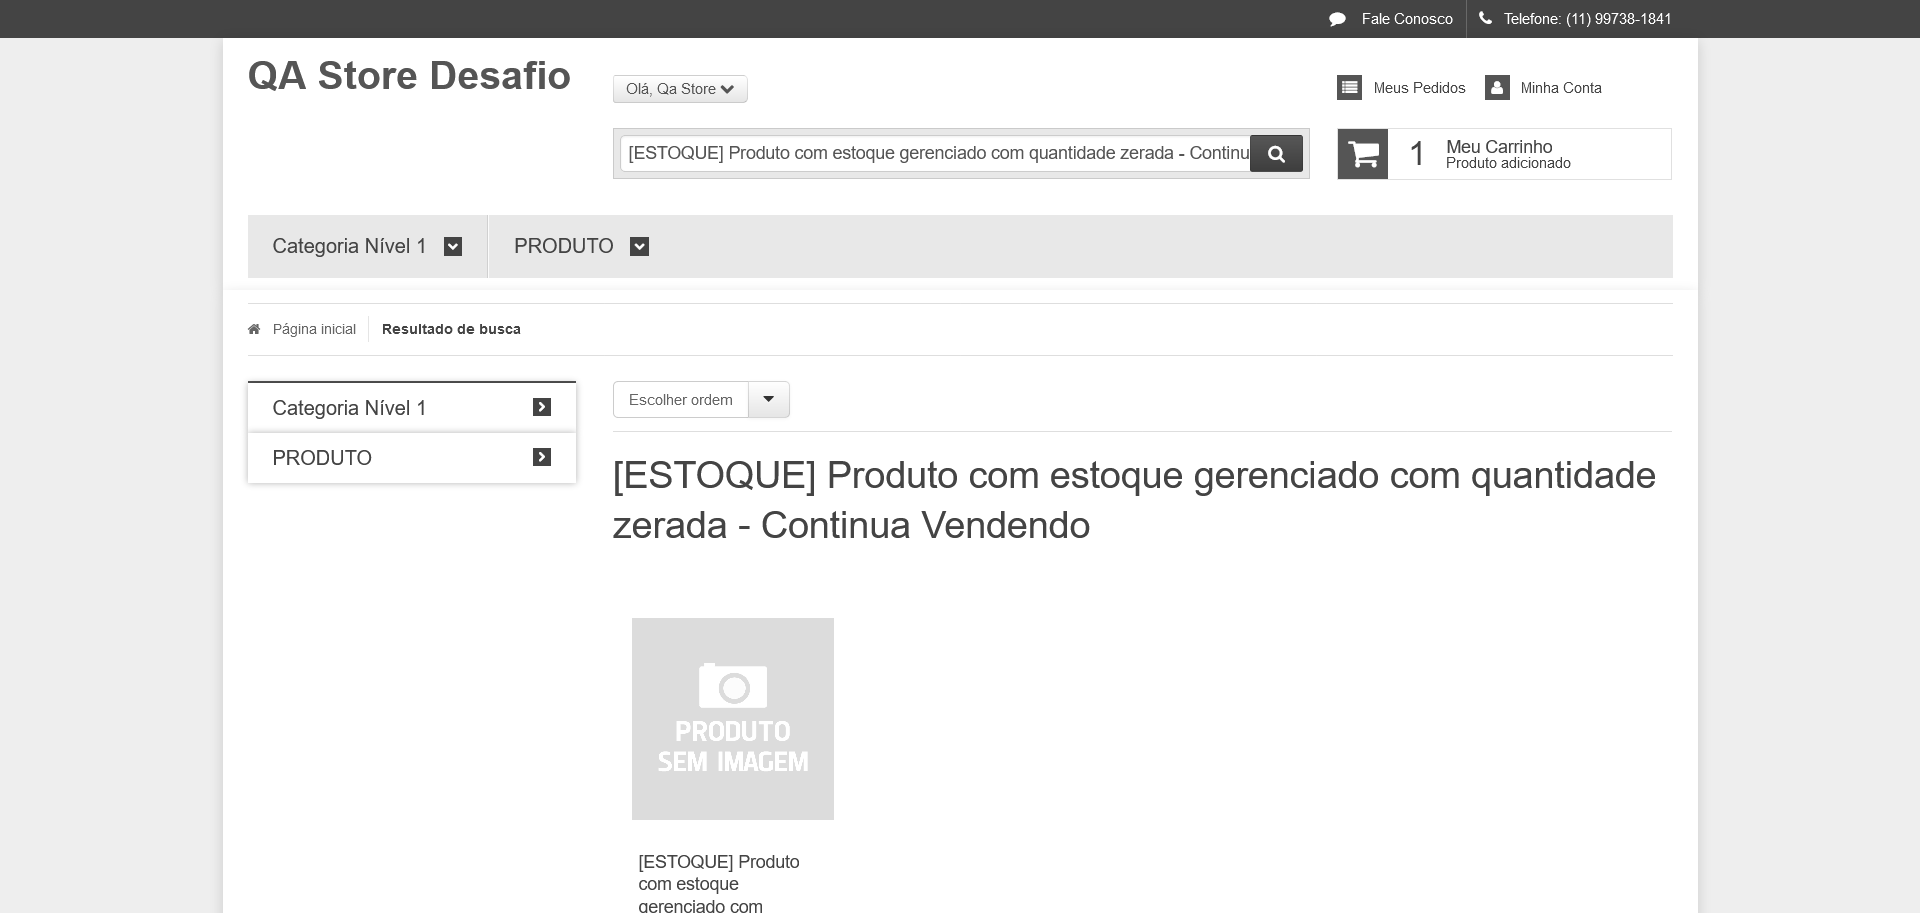 Fale Conosco
Telefone: (11) 99738-1841
QA Store Desafio
Olá, Qa Store
Meus Pedidos
Minha Conta
[ESTOQUE] Produto com estoque gerenciado com quantidade zerada - Continu
1
Meu Carrinho
Produto adicionado
Categoria Nível 1
PRODUTO
Página inicial
Resultado de busca
Categoria Nível 1
PRODUTO
Escolher ordem
[ESTOQUE] Produto com estoque gerenciado com quantidade
zerada - Continua Vendendo
PRODUTO
SEM IMAGEM
[ESTOQUE] Produto
com estoque
gerenciado com